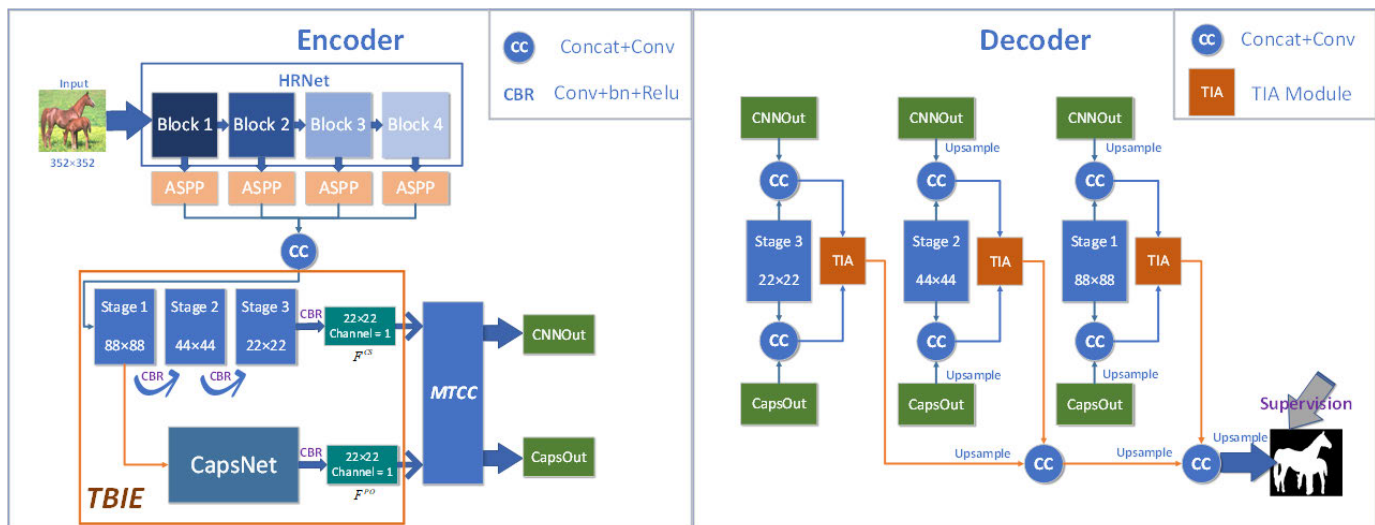 Encoder
CC
Concat+Conv
CBR
Conv+bn+Relu
Input
352×352
HRNet
Block 1
Block 2
Block 3
Block 4
ASPP
ASPP
ASPP
ASPP
CC
Stage 1
88×88
Stage 2
44×44
Stage 3
22×22
CBR
CBR
CBR
22×22
Channel = 1
F^{CS}
MTCC
CNNOut
CapsOut
CapsNet
CBR
22×22
Channel = 1
F^{PO}
TBIE
Decoder
CC
Concat+Conv
TIA
TIA Module
CNNOut
CC
Stage 3
22×22
TIA
CC
CapsOut
CNNOut
Upsample
CC
Stage 2
44×44
TIA
CC
Upsample
CapsOut
CNNOut
Upsample
CC
Stage 1
88×88
TIA
CC
Upsample
CapsOut
Upsample
CC
Upsample
CC
Upsample
Supervision